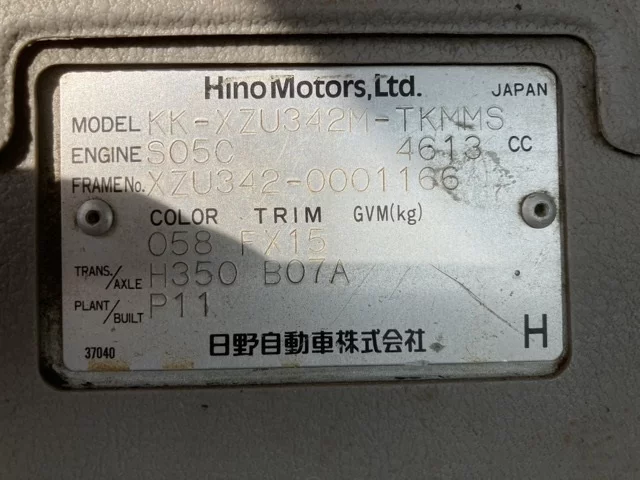 Hino Motors, Ltd. JAPAN
MODEL KK-XZU342M-TKMMS
ENGINE S05C 4613 CC
FRAME No. XZU342-0001166
COLOR TRIM GVM(kg)
058 FX15
TRANS./AXLE H350 B07A
PLANT/BUILT P11
37040 日野自動車株式会社 H